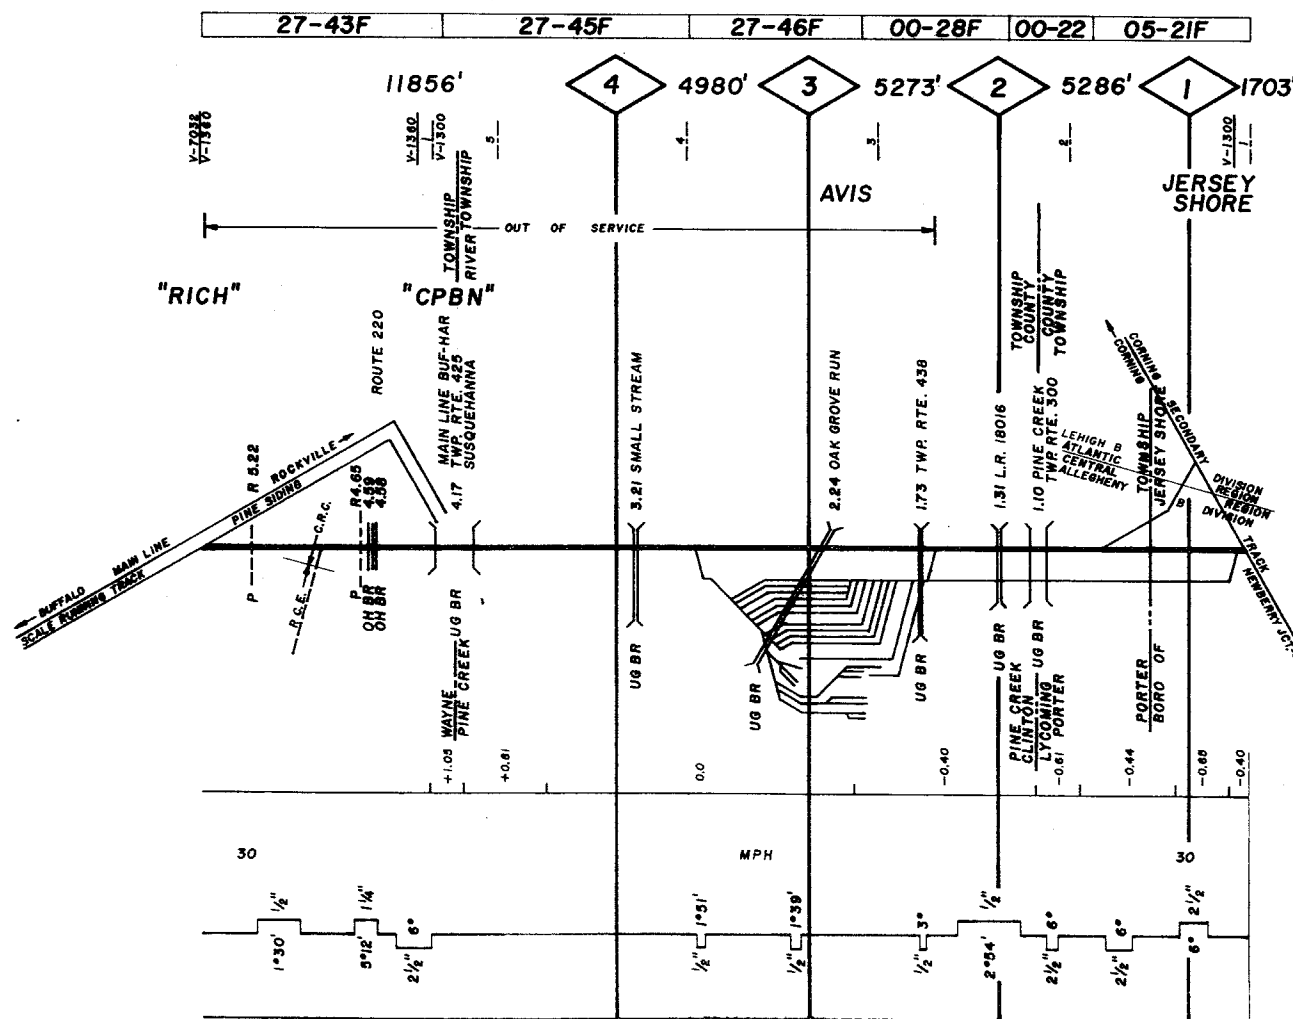 27-43F 27-45F 27-46F 00-28F 00-22 05-21F
11856' 4 4980' 3 5273' 2 5286' 1 1703'
V-7032
V-1360
V-1360
V-1300
5
4
3
2
V-1300
1
AVIS
JERSEY
SHORE
OUT OF SERVICE
TOWNSHIP
RIVER TOWNSHIP
"RICH"
"CPBN"
ROUTE 220
MAIN LINE BUF-HAR
TWP. RTE. 425
SUSQUEHANNA
4.17
3.21 SMALL STREAM
2.24 OAK GROVE RUN
1.73 TWP. RTE. 438
1.31 L.R. 18016
TOWNSHIP
COUNTY
COUNTY
TOWNSHIP
1.10 PINE CREEK
TWP. RTE. 300
LEHIGH B
ATLANTIC
CENTRAL
ALLEGHENY
DIVISION
REGION
REGION
DIVISION
B
TOWNSHIP
JERSEY SHORE
CORNING
CORNING
SECONDARY
TRACK
NEWBERRY JCT.
R 5.22
ROCKVILLE
PINE SIDING
MAIN LINE
BUFFALO
SCALE RUNNING TRACK
R4.65
4.59
4.58
C.R.C.
P
R.C.E.
P
OH BR
OH BR
WAYNE
PINE CREEK
UG BR
UG BR
UG BR
UG BR
UG BR
PINE CREEK
CLINTON
LYCOMING
PORTER
UG BR
PORTER
BORO OF
+1.05
+0.81
0.0
-0.40
-0.61
-0.44
-0.65
-0.40
30 MPH 30
1/2"
1°30'
1 1/4"
5°12'
6°
2 1/2"
1°51'
1/2"
1°39'
1/2"
3°
1/2"
1/2"
2°54'
6°
2 1/2"
6°
2 1/2"
2 1/2"
6°